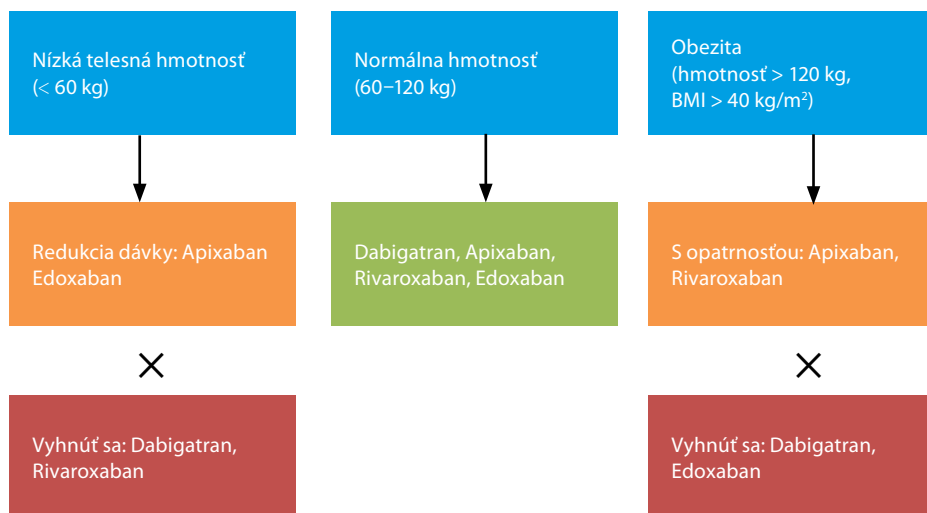 Nízká telesná hmotnosť
(< 60 kg)
Normálna hmotnosť
(60–120 kg)
Obezita
(hmotnosť > 120 kg,
BMI > 40 kg/m²)
Redukcia dávky: Apixaban
Edoxaban
Dabigatran, Apixaban,
Rivaroxaban, Edoxaban
S opatrnosťou: Apixaban,
Rivaroxaban
Vyhnúť sa: Dabigatran,
Rivaroxaban
Vyhnúť sa: Dabigatran,
Edoxaban